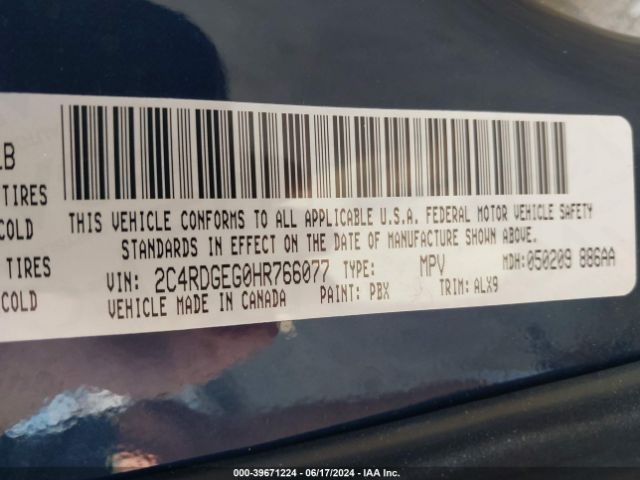 LB
TIRES
COLD
TIRES
COLD
THIS VEHICLE CONFORMS TO ALL APPLICABLE U.S.A. FEDERAL MOTOR VEHICLE SAFETY
STANDARDS IN EFFECT ON THE DATE OF MANUFACTURE SHOWN ABOVE.
VIN: 2C4RDGEG0HR766077 TYPE: MPV MDH:050209 886AA
VEHICLE MADE IN CANADA PAINT: PBX TRIM:ALX9
000-39671224 | 06/17/2024 | IAA Inc.